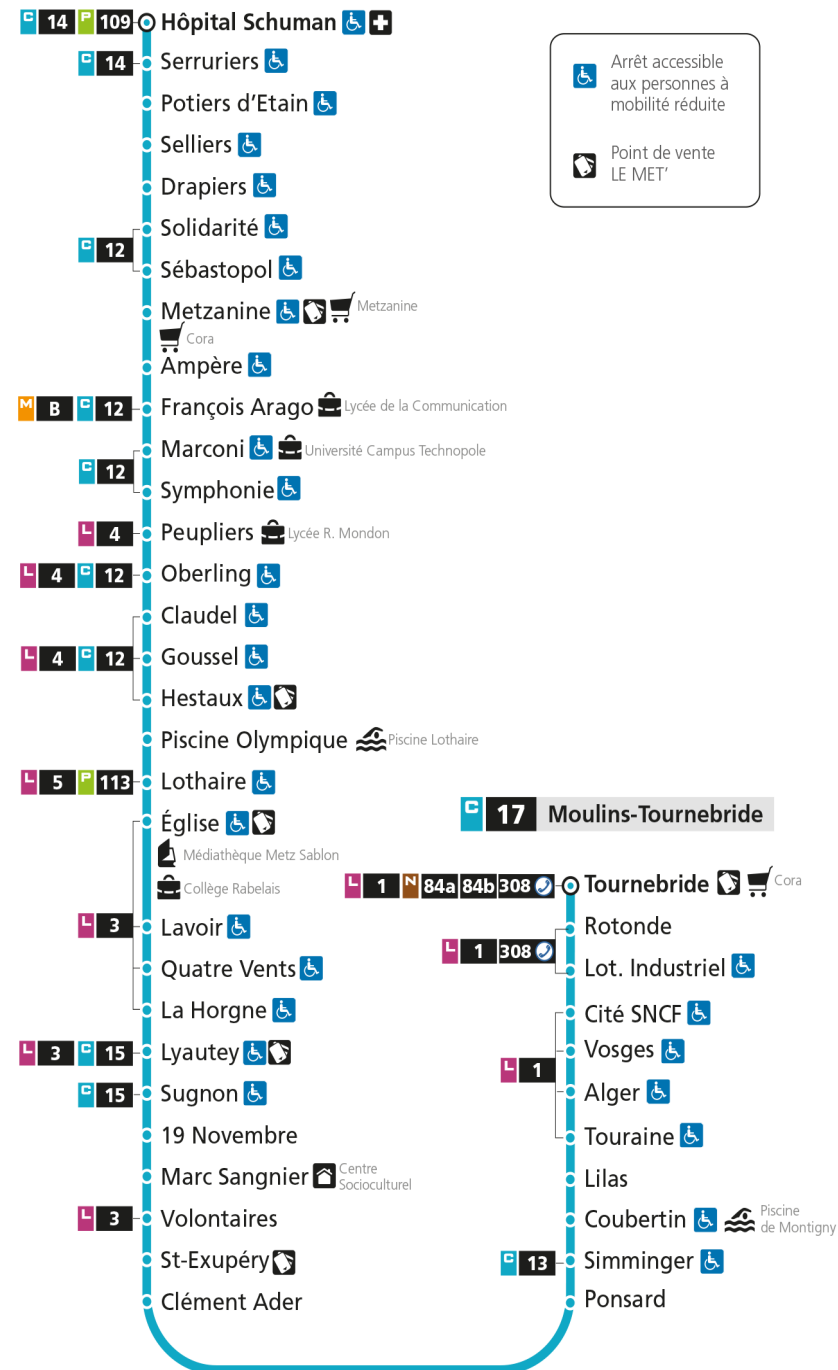 C 14 P 109 Hôpital Schuman
C 14 Serruriers
Potiers d'Etain
Selliers
Drapiers
Solidarité
C 12
Sébastopol
Metzanine Metzanine
Cora
Ampère
M B C 12 François Arago Lycée de la Communication
Marconi Université Campus Technopole
C 12
Symphonie
L 4 Peupliers Lycée R. Mondon
L 4 C 12 Oberling
Claudel
L 4 C 12 Goussel
Hestaux
Piscine Olympique Piscine Lothaire
L 5 P 113 Lothaire
Église
Médiathèque Metz Sablon
Collège Rabelais
L 3 Lavoir
Quatre Vents
La Horgne
L 3 C 15 Lyautey
C 15 Sugnon
19 Novembre
Marc Sangnier Centre
Socioculturel
L 3 Volontaires
St-Exupéry
Clément Ader
Arrêt accessible
aux personnes à
mobilité réduite
Point de vente
LE MET'
C 17 Moulins-Tournebride
L 1 N 84a 84b 308 Tournebride Cora
Rotonde
L 1 308
Lot. Industriel
Cité SNCF
Vosges
L 1
Alger
Touraine
Lilas
Coubertin Piscine
de Montigny
C 13 Simminger
Ponsard